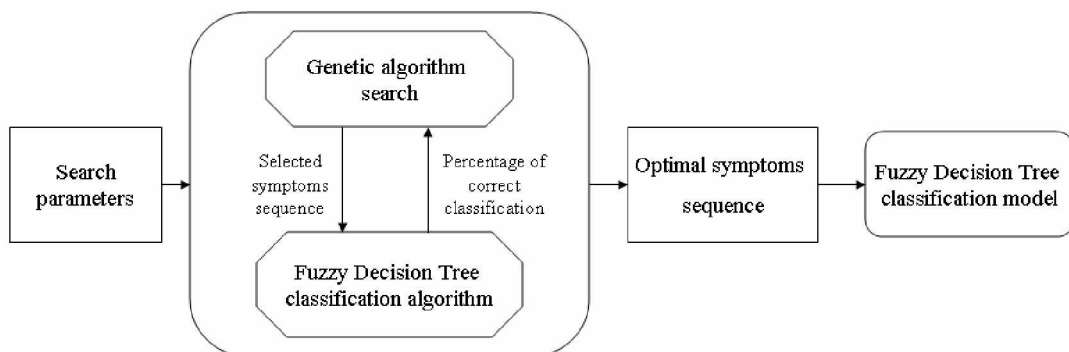 Genetic algorithm
search
Search
parameters
Selected
symptoms
sequence
Percentage of
correct
classification
Fuzzy Decision Tree
classification algorithm
Optimal symptoms
sequence
Fuzzy Decision Tree
classification model